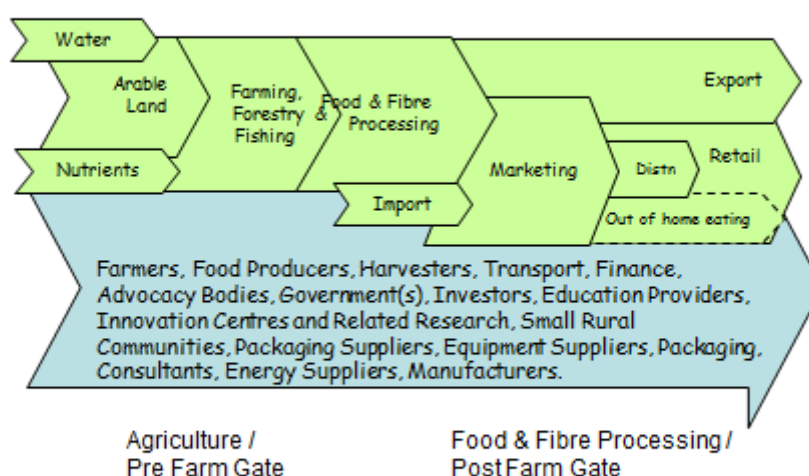 Water
Arable
Land
Nutrients
Farming,
Forestry &
Fishing
Food & Fibre
Processing
Import
Marketing
Export
Distn
Retail
Out of home eating
Farmers, Food Producers, Harvesters, Transport, Finance,
Advocacy Bodies, Government(s), Investors, Education Providers,
Innovation Centres and Related Research, Small Rural
Communities, Packaging Suppliers, Equipment Suppliers, Packaging,
Consultants, Energy Suppliers, Manufacturers.
Agriculture /
Pre Farm Gate
Food & Fibre Processing /
Post Farm Gate